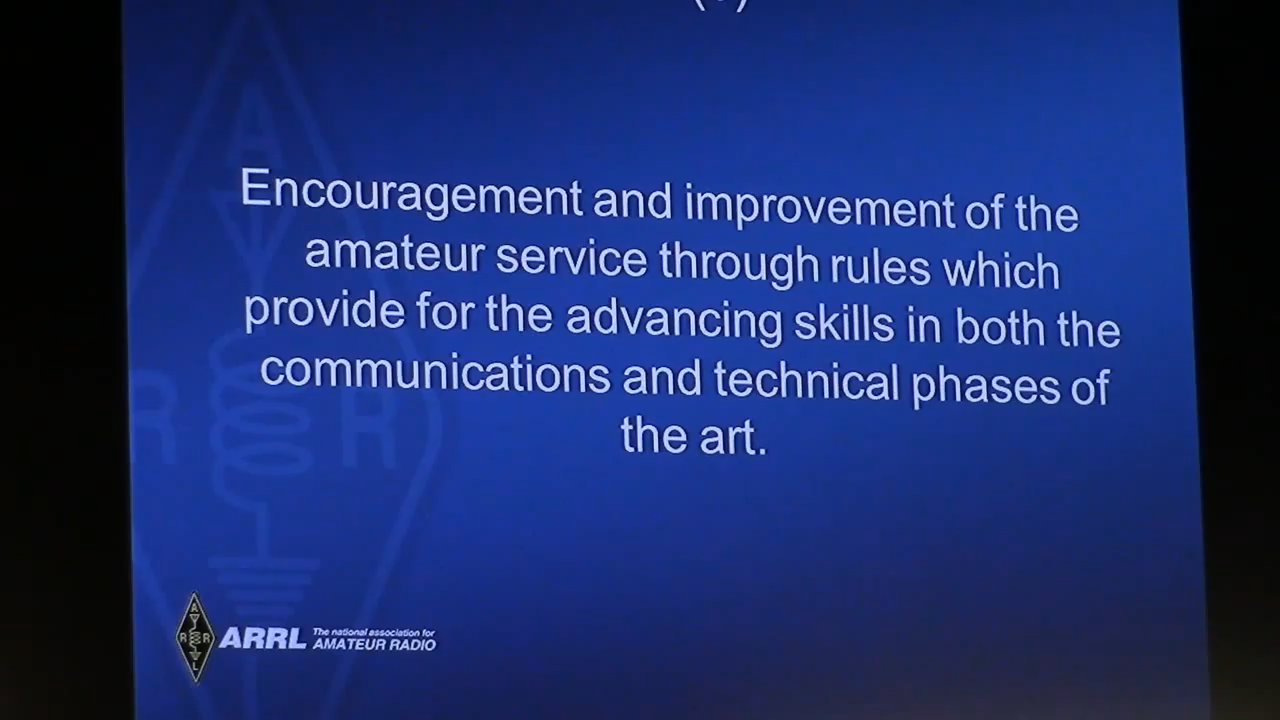 Encouragement and improvement of the
amateur service through rules which
provide for the advancing skills in both the
communications and technical phases of
the art.
A
R R
A
R R
L
ARRL The national association for
AMATEUR RADIO